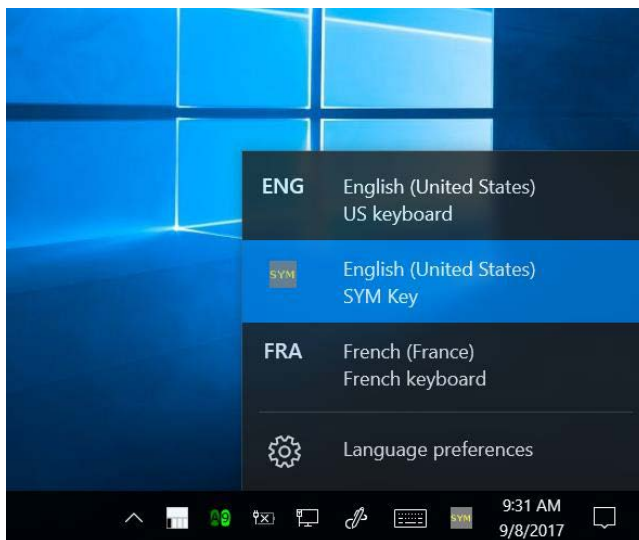 ENG
English (United States)
US keyboard
SYM
English (United States)
SYM Key
FRA
French (France)
French keyboard
Language preferences
SYM
9:31 AM
9/8/2017